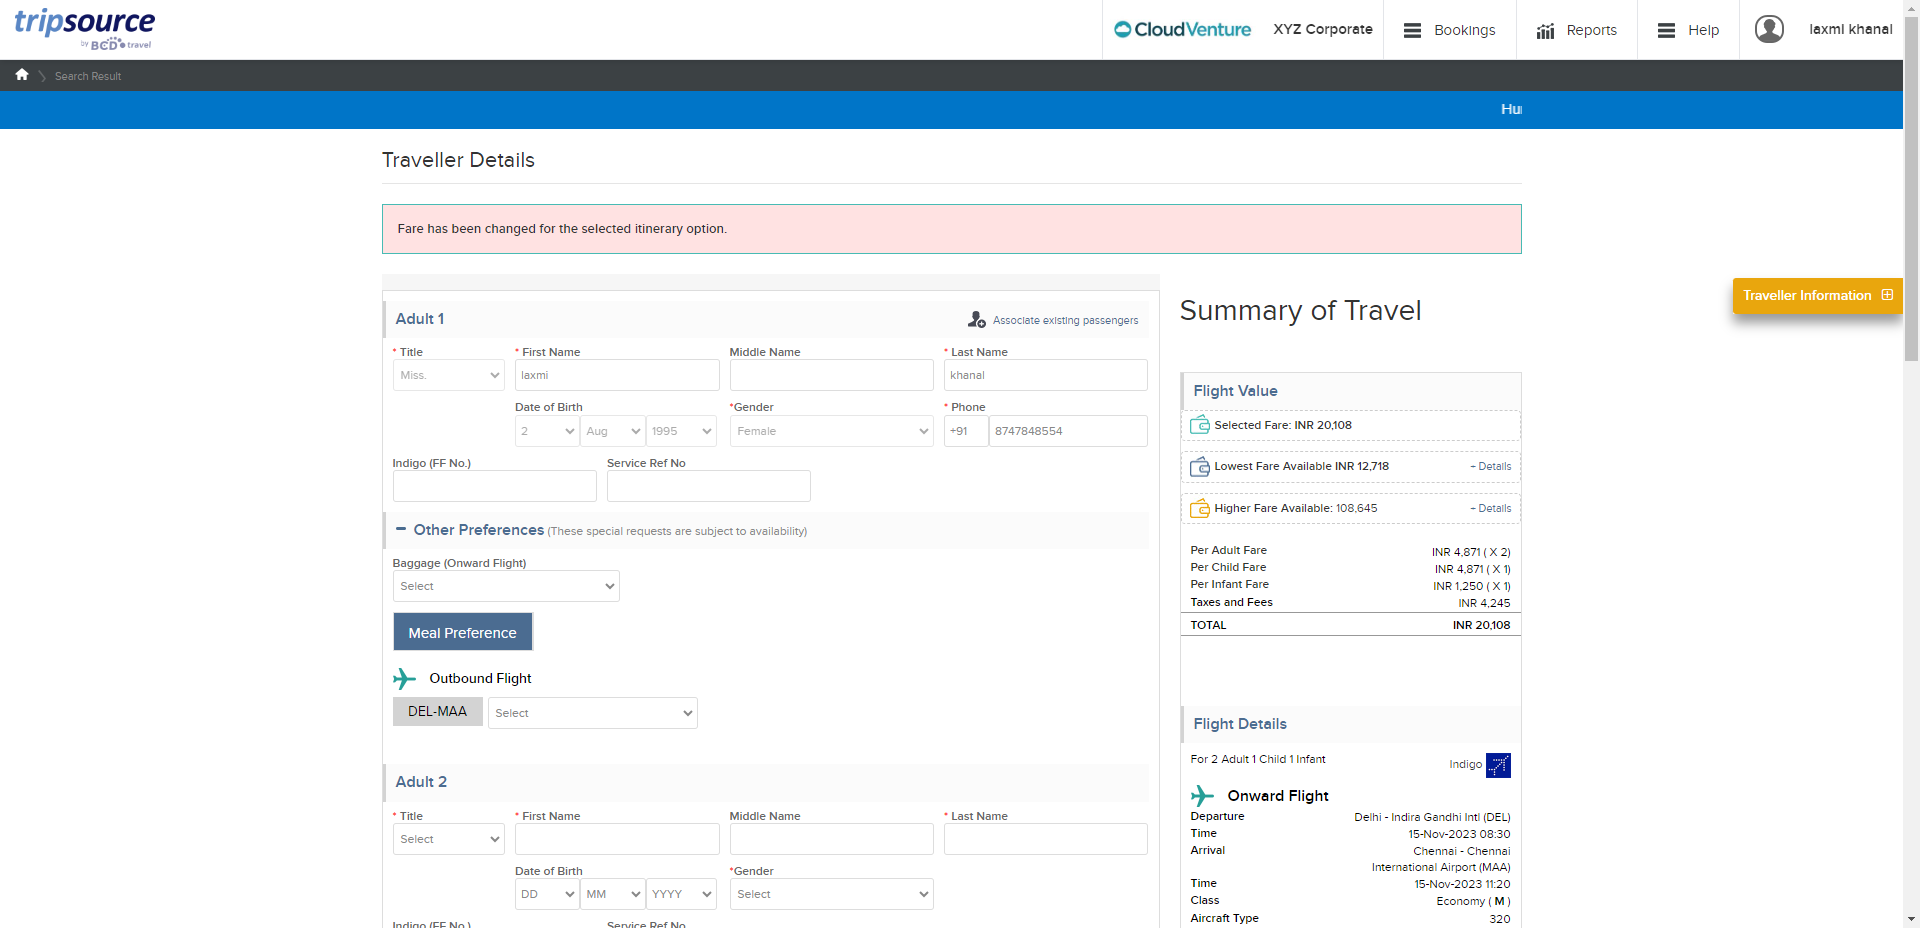 tripsource
by BCD travel
CloudVenture
XYZ Corporate
Bookings
Reports
Help
laxmi khanal
Search Result
Traveller Details
Fare has been changed for the selected itinerary option.
Traveller Information
Adult 1
Associate existing passengers
* Title
* First Name
Middle Name
* Last Name
Miss.
laxmi
khanal
Date of Birth
*Gender
* Phone
2
Aug
1995
Female
+91
8747848554
Indigo (FF No.)
Service Ref No
Other Preferences (These special requests are subject to availability)
Baggage (Onward Flight)
Select
Meal Preference
Outbound Flight
DEL-MAA
Select
Adult 2
* Title
* First Name
Middle Name
* Last Name
Select
Date of Birth
*Gender
DD
MM
YYYY
Select
Indigo (FF No.)
Service Ref No
Summary of Travel
Flight Value
Selected Fare: INR 20,108
Lowest Fare Available INR 12,718
+ Details
Higher Fare Available: 108,645
+ Details
Per Adult Fare INR 4,871 ( X 2)
Per Child Fare INR 4,871 ( X 1)
Per Infant Fare INR 1,250 ( X 1)
Taxes and Fees INR 4,245
TOTAL INR 20,108
Flight Details
For 2 Adult 1 Child 1 Infant
Indigo
Onward Flight
Departure Delhi - Indira Gandhi Intl (DEL)
Time 15-Nov-2023 08:30
Arrival Chennai - Chennai
International Airport (MAA)
Time 15-Nov-2023 11:20
Class Economy ( M )
Aircraft Type 320